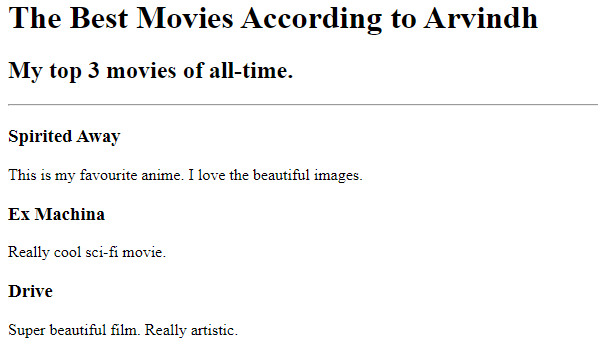 The Best Movies According to Arvindh
My top 3 movies of all-time.
Spirited Away
This is my favourite anime. I love the beautiful images.
Ex Machina
Really cool sci-fi movie.
Drive
Super beautiful film. Really artistic.